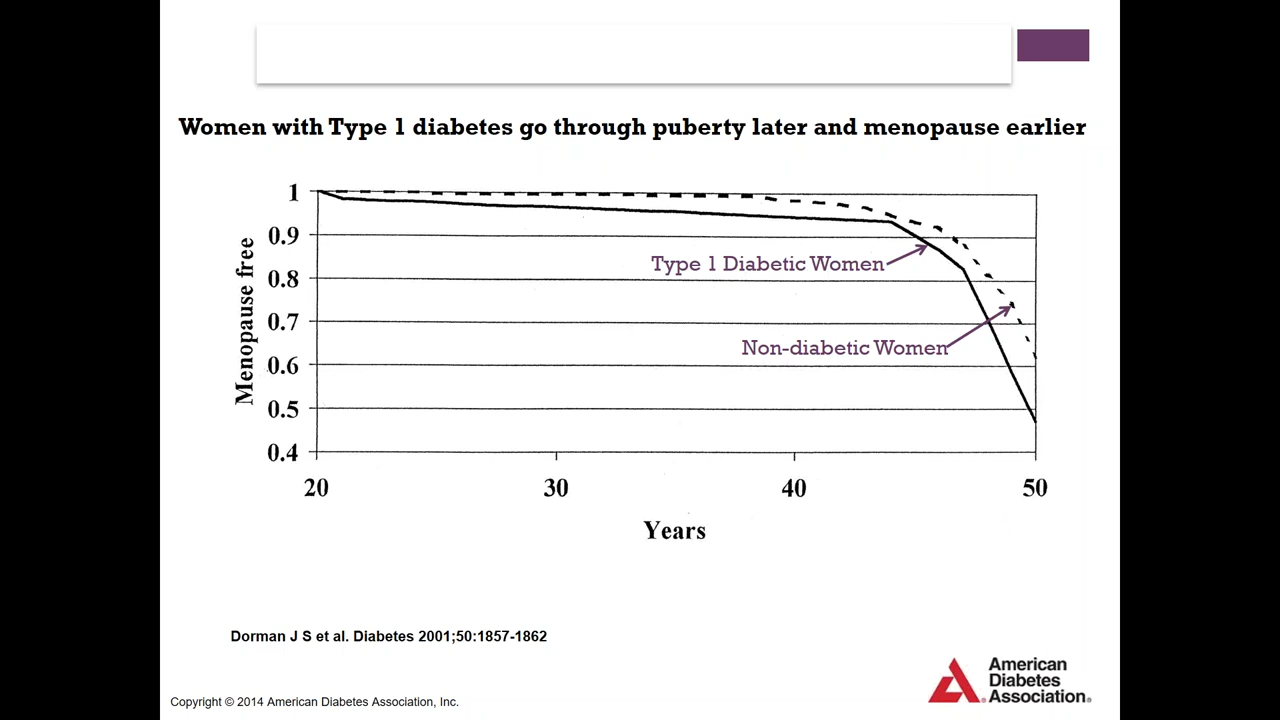 Women with Type 1 diabetes go through puberty later and menopause earlier
Menopause free
1
0.9
0.8
0.7
0.6
0.5
0.4
Type 1 Diabetic Women
Non-diabetic Women
20 30 40 50
Years
Dorman J S et al. Diabetes 2001;50:1857-1862
Copyright © 2014 American Diabetes Association, Inc.
American
Diabetes
Association®